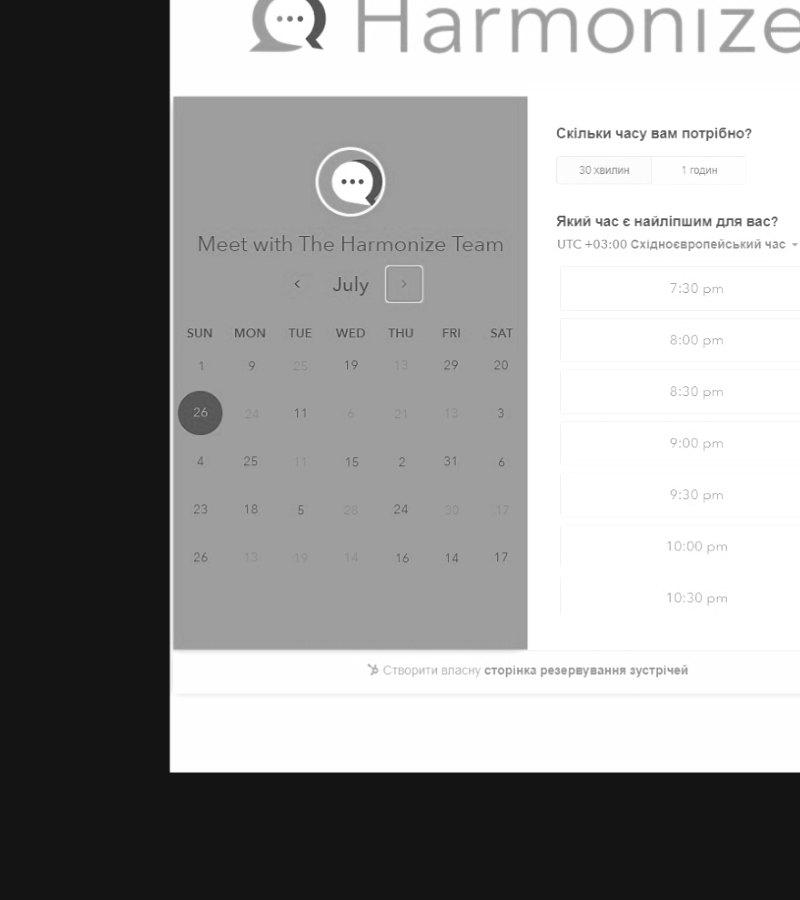 Harmonize
Meet with The Harmonize Team
July
SUN MON TUE WED THU FRI SAT
1 9 25 19 13 29 20
26 24 11 6 21 13 3
4 25 11 15 2 31 6
23 18 5 28 24 30 17
26 13 19 14 16 14 17
Скільки часу вам потрібно?
30 хвилин 1 годин
Який час є найліпшим для вас?
UTC +03:00 Східноєвропейський час
7:30 pm
8:00 pm
8:30 pm
9:00 pm
9:30 pm
10:00 pm
10:30 pm
Створити власну сторінка резервування зустрічей